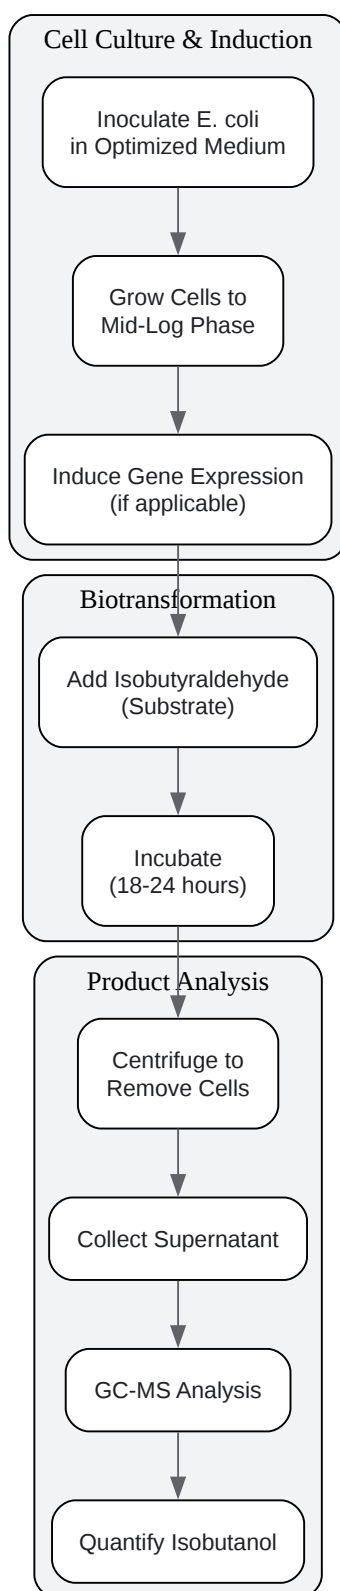 Cell Culture & Induction
Inoculate E. coli
in Optimized Medium
Grow Cells to
Mid-Log Phase
Induce Gene Expression
(if applicable)
Biotransformation
Add Isobutyraldehyde
(Substrate)
Incubate
(18-24 hours)
Product Analysis
Centrifuge to
Remove Cells
Collect Supernatant
GC-MS Analysis
Quantify Isobutanol